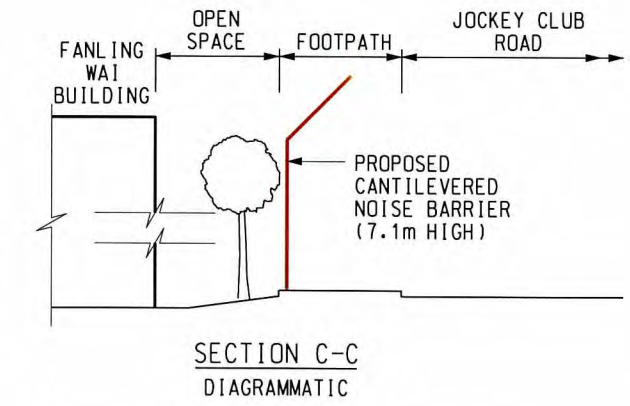 FANLING
WAI
BUILDING
OPEN
SPACE
FOOTPATH
JOCKEY CLUB
ROAD
PROPOSED
CANTILEVERED
NOISE BARRIER
(7.1m HIGH)
SECTION C-C
DIAGRAMMATIC